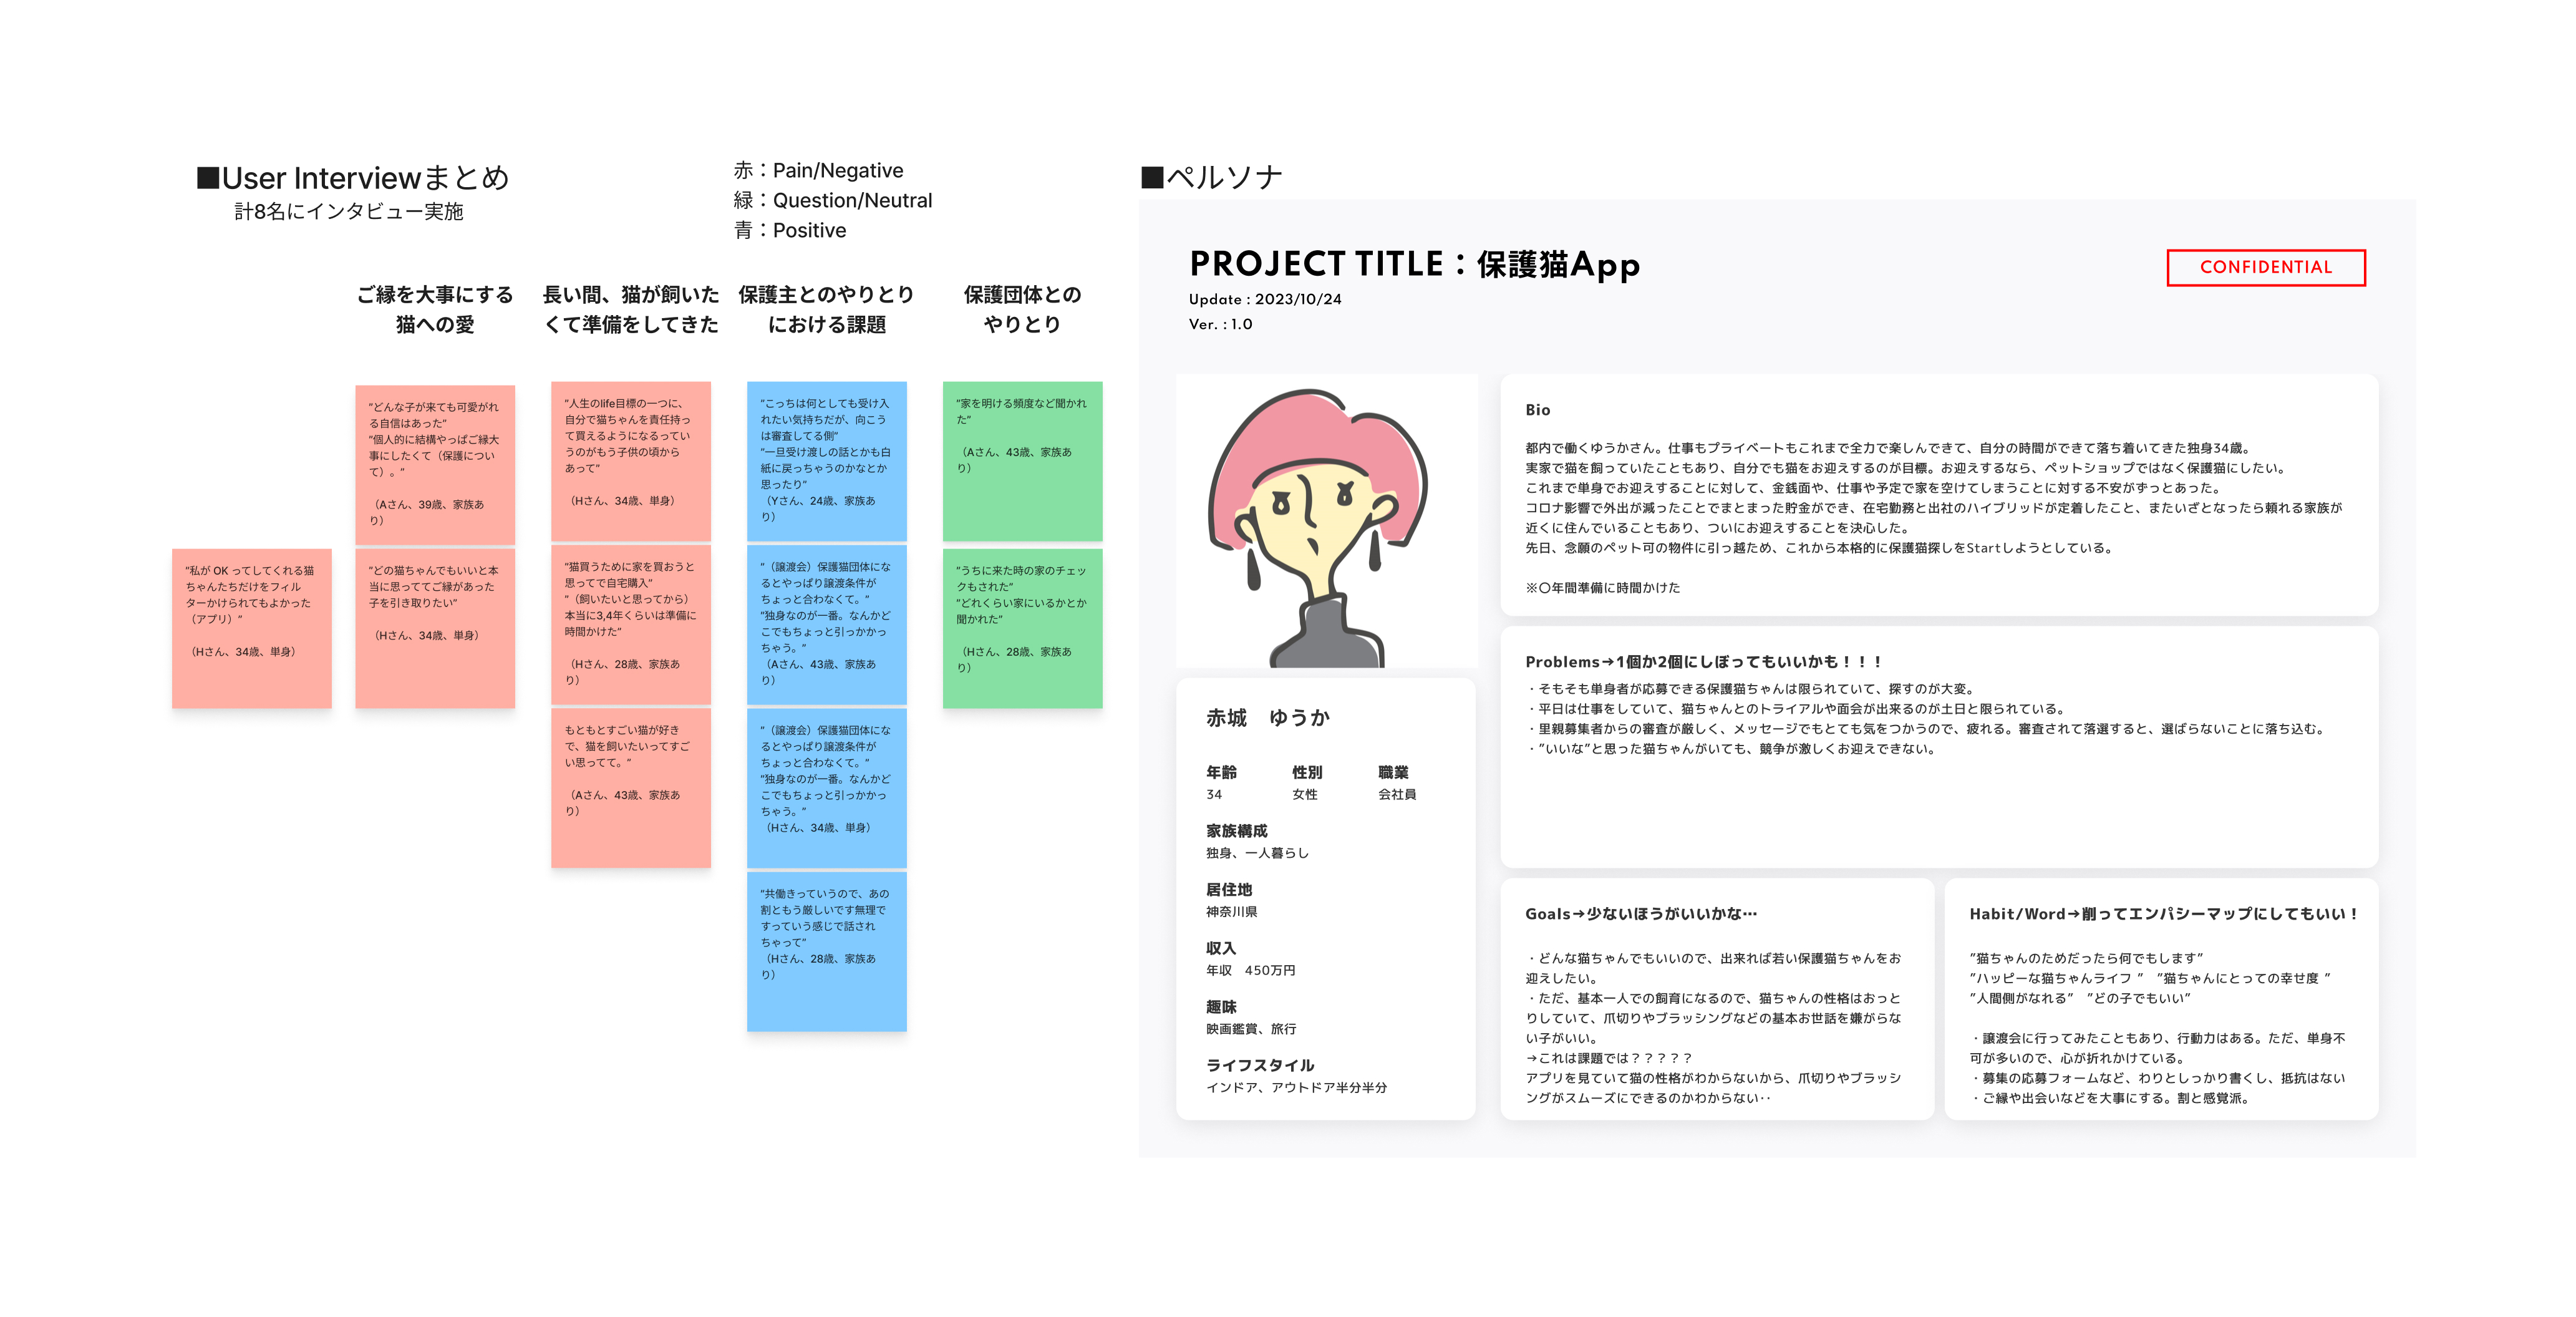 ■User Interviewまとめ
計8名にインタビュー実施
赤：Pain/Negative
緑：Question/Neutral
青：Positive
ご縁を大事にする
猫への愛
長い間、猫が飼いた
くて準備をしてきた
保護主とのやりとり
における課題
保護団体との
やりとり
“私が OK ってしてくれる猫
ちゃんたちだけをフィル
ターかけられてもよかった
（アプリ）”
（Hさん、34歳、単身）
“どんな子が来ても可愛がれ
る自信はあった”
“個人的に結構やっぱご縁大
事にしたくて（保護につい
て）。”
（Aさん、39歳、家族あ
り）
“どの猫ちゃんでもいいと本
当に思っててご縁があった
子を引き取りたい”
（Hさん、34歳、単身）
“人生のlife目標の一つに、
自分で猫ちゃんを責任持っ
て買えるようになるってい
うのがもう子供の頃から
あって”
（Hさん、34歳、単身）
“猫買うために家を買おうと
思ってで自宅購入”
“（飼いたいと思ってから）
本当に3,4年くらいは準備に
時間かけた”
（Hさん、28歳、家族あ
り）
もともとすごい猫が好き
で、猫を飼いたいってすご
い思ってて。”
（Aさん、43歳、家族あ
り）
“こっちは何としても受け入
れたい気持ちだが、向こう
は審査してる側”
“一旦受け渡しの話とかも白
紙に戻っちゃうのかなとか
思ったり”
（Yさん、24歳、家族あ
り）
“（譲渡会）保護猫団体にな
るとやっぱり譲渡条件が
ちょっと合わなくて。”
“独身なのが一番。なんかど
こでもちょっと引っかかっ
ちゃう。”
（Aさん、43歳、家族あ
り）
“（譲渡会）保護猫団体にな
るとやっぱり譲渡条件が
ちょっと合わなくて。”
“独身なのが一番。なんかど
こでもちょっと引っかかっ
ちゃう。”
（Hさん、34歳、単身）
“共働きっていうので、あの
割ともう厳しいです無理で
すっていう感じで話され
ちゃって”
（Hさん、28歳、家族あ
り）
“家を明ける頻度など聞かれ
た”
（Aさん、43歳、家族あ
り）
“うちに来た時の家のチェッ
クもされた”
“どれくらい家にいるかとか
聞かれた”
（Hさん、28歳、家族あ
り）
■ペルソナ
PROJECT TITLE：保護猫App
Update : 2023/10/24
Ver. : 1.0
CONFIDENTIAL
赤城　ゆうか
年齢 性別 職業
34 女性 会社員
家族構成
独身、一人暮らし
居住地
神奈川県
収入
年収　450万円
趣味
映画鑑賞、旅行
ライフスタイル
インドア、アウトドア半分半分
Bio
都内で働くゆうかさん。仕事もプライベートもこれまで全力で楽しんできて、自分の時間ができて落ち着いてきた独身34歳。
実家で猫を飼っていたこともあり、自分でも猫をお迎えするのが目標。お迎えするなら、ペットショップではなく保護猫にしたい。
これまで単身でお迎えすることに対して、金銭面や、仕事や予定で家を空けてしまうことに対する不安がずっとあった。
コロナ影響で外出が減ったことでまとまった貯金ができ、在宅勤務と出社のハイブリッドが定着したこと、またいざとなったら頼れる家族が
近くに住んでいることもあり、ついにお迎えすることを決心した。
先日、念願のペット可の物件に引っ越ため、これから本格的に保護猫探しをStartしようとしている。
※〇年間準備に時間かけた
Problems→1個か2個にしぼってもいいかも！！！
・そもそも単身者が応募できる保護猫ちゃんは限られていて、探すのが大変。
・平日は仕事をしていて、猫ちゃんとのトライアルや面会が出来るのが土日と限られている。
・里親募集者からの審査が厳しく、メッセージでもとても気をつかうので、疲れる。審査されて落選すると、選ばらないことに落ち込む。
・”いいな”と思った猫ちゃんがいても、競争が激しくお迎えできない。
Goals→少ないほうがいいかな…
・どんな猫ちゃんでもいいので、出来れば若い保護猫ちゃんをお
迎えしたい。
・ただ、基本一人での飼育になるので、猫ちゃんの性格はおっと
りしていて、爪切りやブラッシングなどの基本お世話を嫌がらな
い子がいい。
→これは課題では？？？？？
アプリを見ていて猫の性格がわからないから、爪切りやブラッシ
ングがスムーズにできるのかわからない‥
Habit/Word→削ってエンパシーマップにしてもいい！
”猫ちゃんのためだったら何でもします”
”ハッピーな猫ちゃんライフ ”　”猫ちゃんにとっての幸せ度 ”
”人間側がなれる”　”どの子でもいい”
・譲渡会に行ってみたこともあり、行動力はある。ただ、単身不
可が多いので、心が折れかけている。
・募集の応募フォームなど、わりとしっかり書くし、抵抗はない
・ご縁や出会いなどを大事にする。割と感覚派。